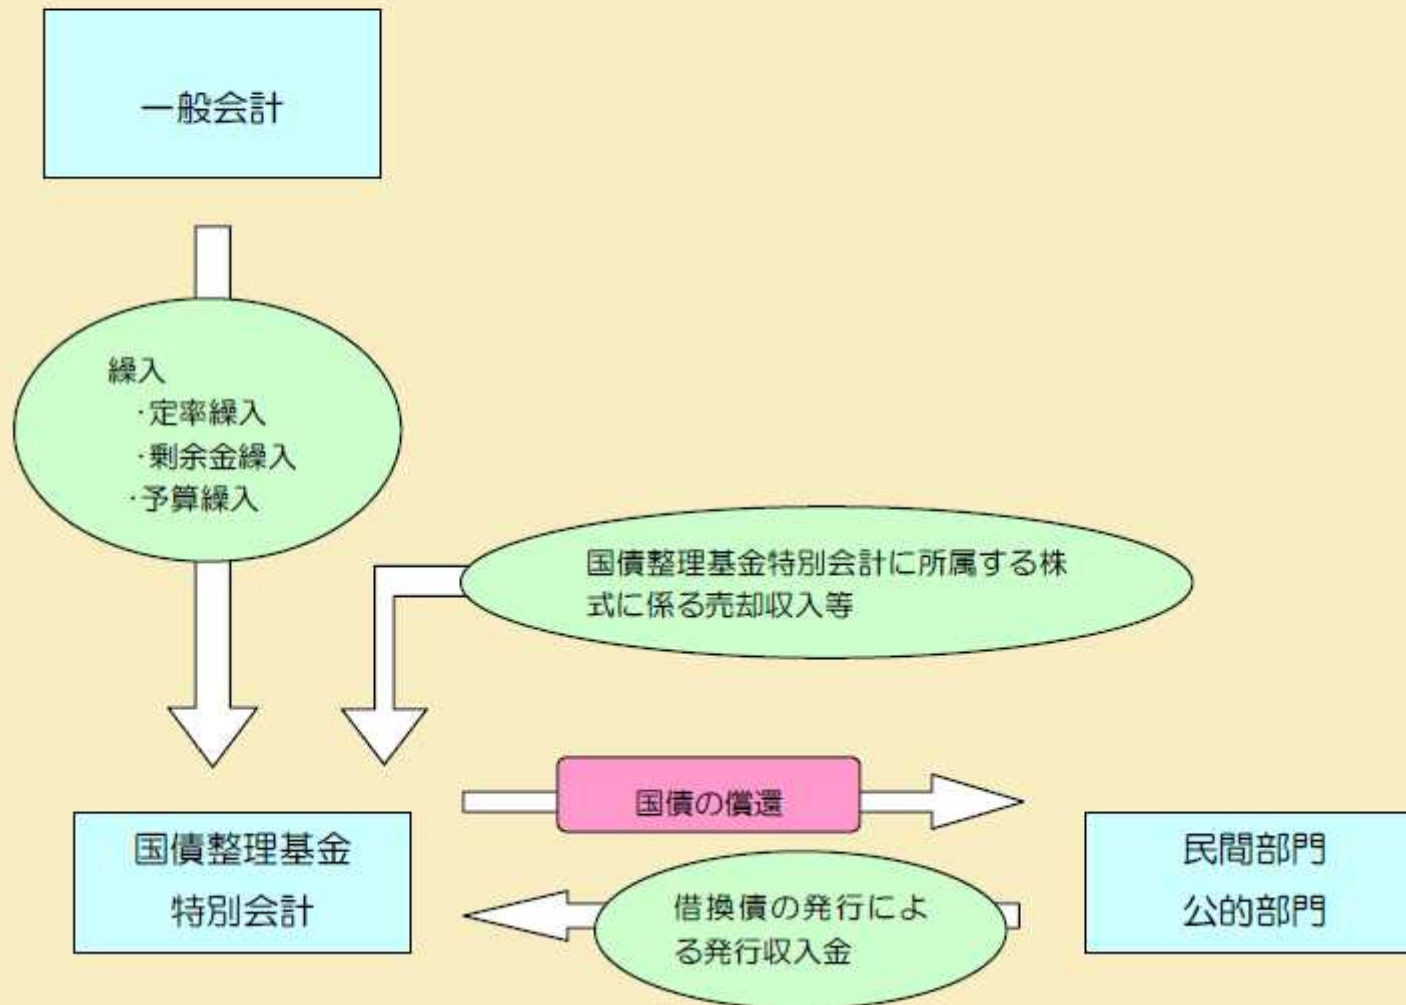 一般会計
繰入
・定率繰入
・剰余金繰入
・予算繰入
国債整理基金特別会計に所属する株
式に係る売却収入等
国債の償還
国債整理基金
特別会計
借換債の発行によ
る発行収入金
民間部門
公的部門